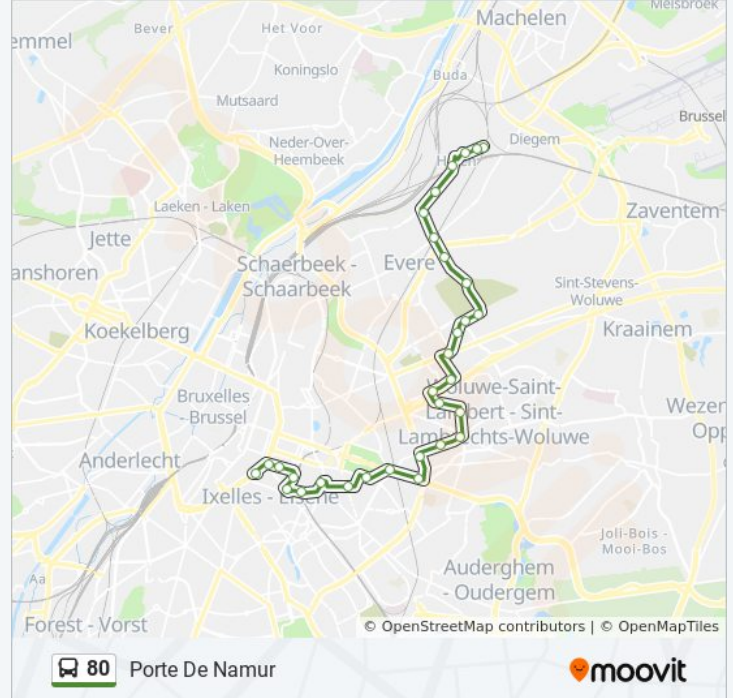 Melsbroek
Machelen
emmel
Bever
Het Voor
Koningslo
Buda
Mutsaard
Brussel
Diegem
Neder-Over-
Heembeek
Laeken - Laken
Zaventem
Jette
Evere
anshoren
Schaerbeek -
Schaarbeek
Sint-Stevens-
Woluwe
Koekelberg
Kraainem
Woluwe-Saint-
Lambert - Sint-
Lambrechts-Woluwe
Bruxelles
- Brussel
Wezem
Opp
Anderlecht
Ixelles - Elsene
Joli-Bois -
Mooi-Bos
Auderghem
- Oudergem
Aa
Forest - Vorst
© OpenStreetMap contributors | © OpenMapTiles
80 Porte De Namur
moovit